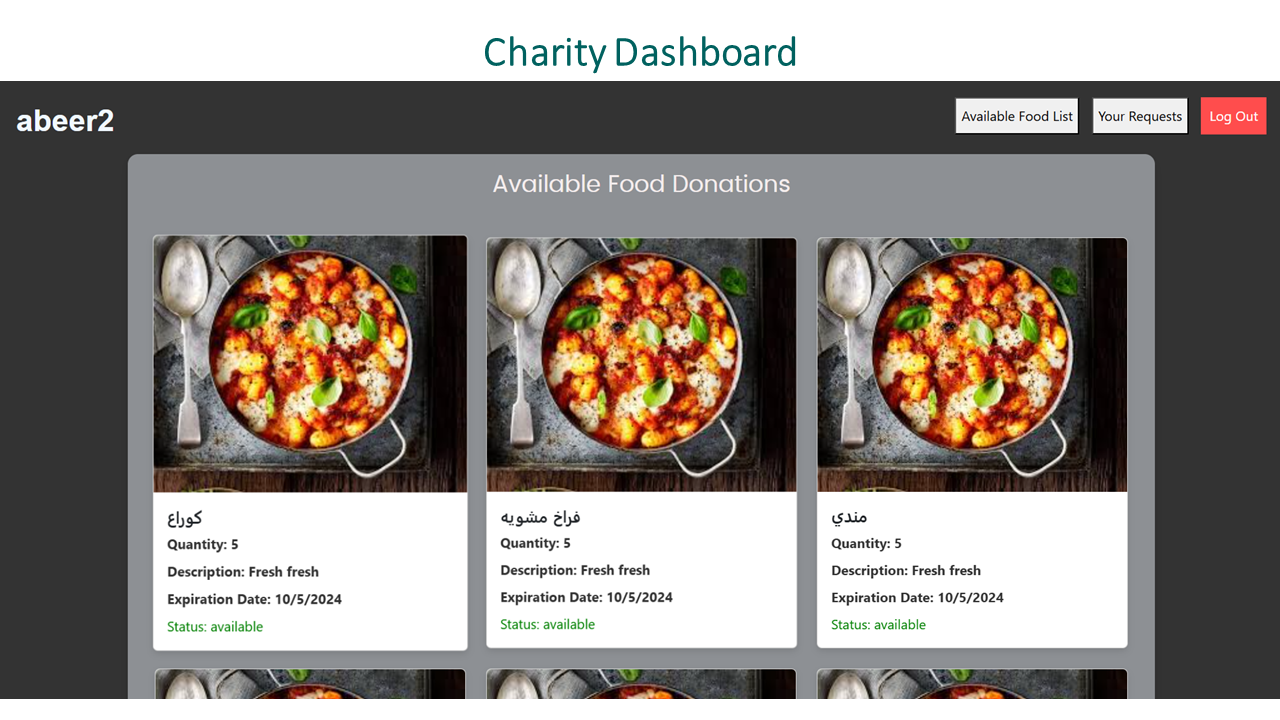 Charity Dashboard
abeer2
Available Food List
Your Requests
Log Out
Available Food Donations
كوراع
Quantity: 5
Description: Fresh fresh
Expiration Date: 10/5/2024
Status: available
فراخ مشويه
Quantity: 5
Description: Fresh fresh
Expiration Date: 10/5/2024
Status: available
مندي
Quantity: 5
Description: Fresh fresh
Expiration Date: 10/5/2024
Status: available